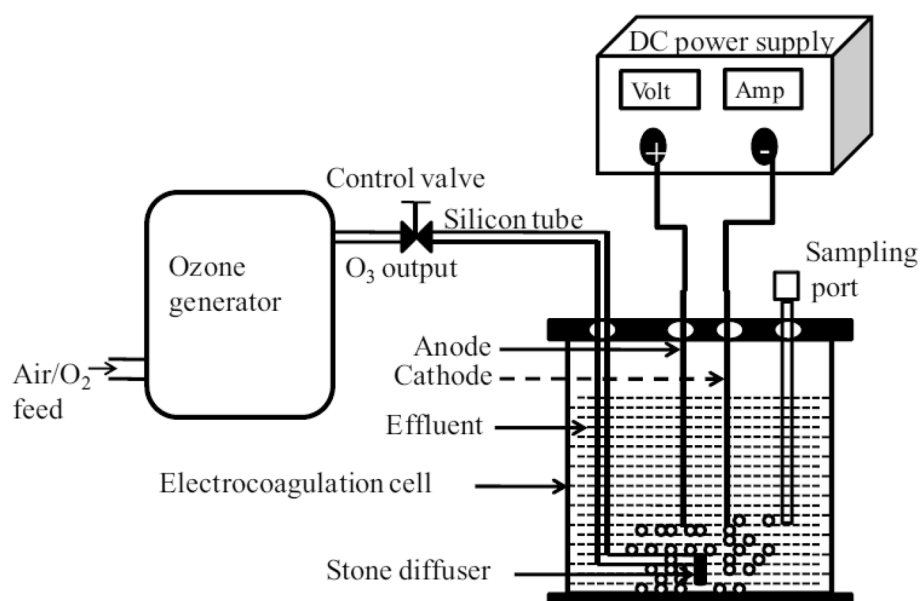 DC power supply
Volt
Amp
+
-
Control valve
Silicon tube
O₃ output
Sampling
port
Ozone
generator
Air/O₂
feed
Anode
Cathode
Effluent
Electrocoagulation cell
Stone diffuser